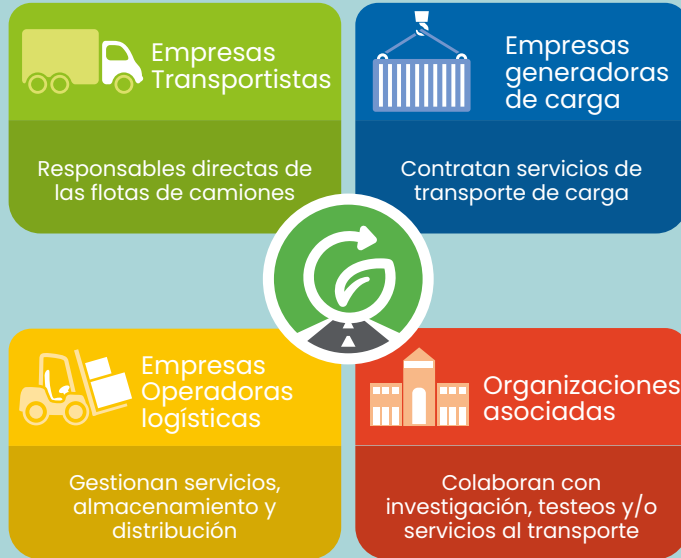 Empresas
Transportistas
Responsables directas de
las flotas de camiones
Empresas
generadoras
de carga
Contratan servicios de
transporte de carga
Empresas
Operadoras
logísticas
Gestionan servicios,
almacenamiento y
distribución
Organizaciones
asociadas
Colaboran con
investigación, testeos y/o
servicios al transporte